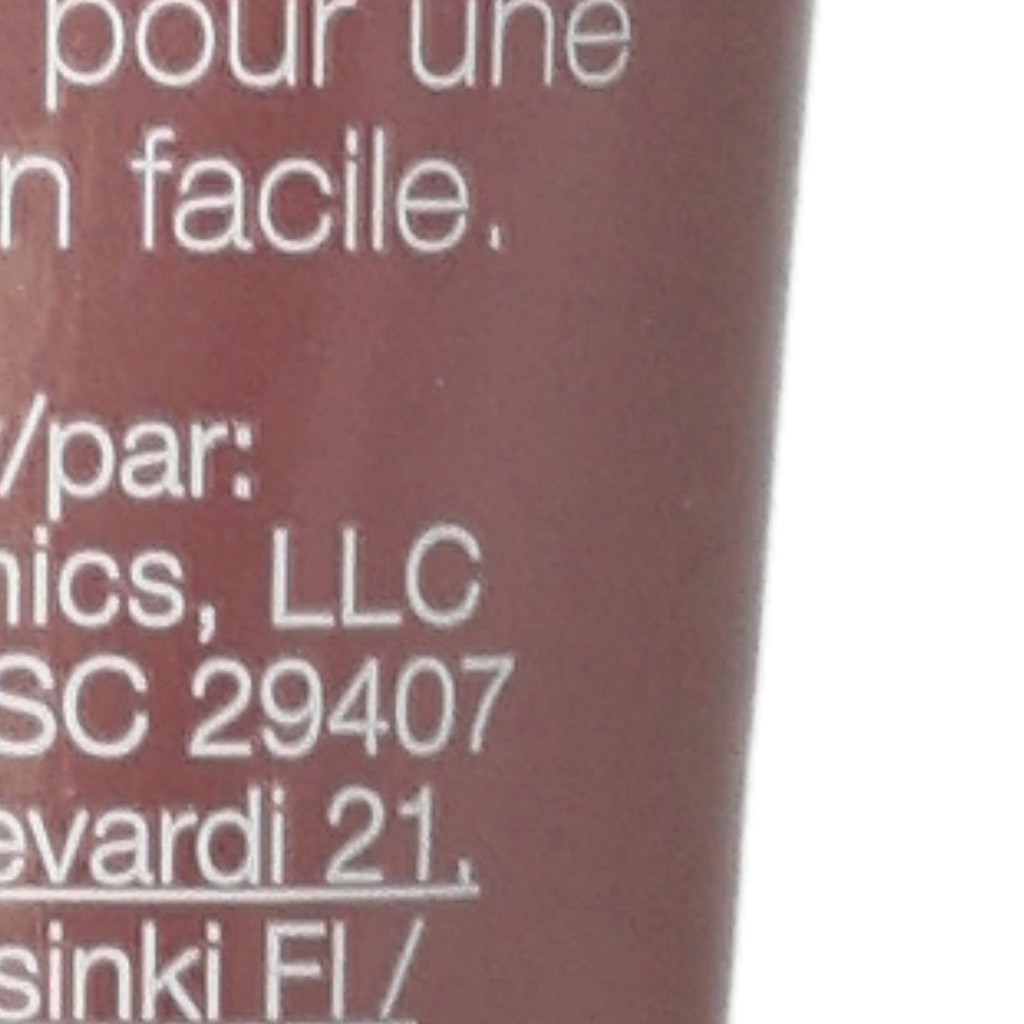 pour une
n facile.
/par:
nics, LLC
SC 29407
evardi 21,
sinki FI /